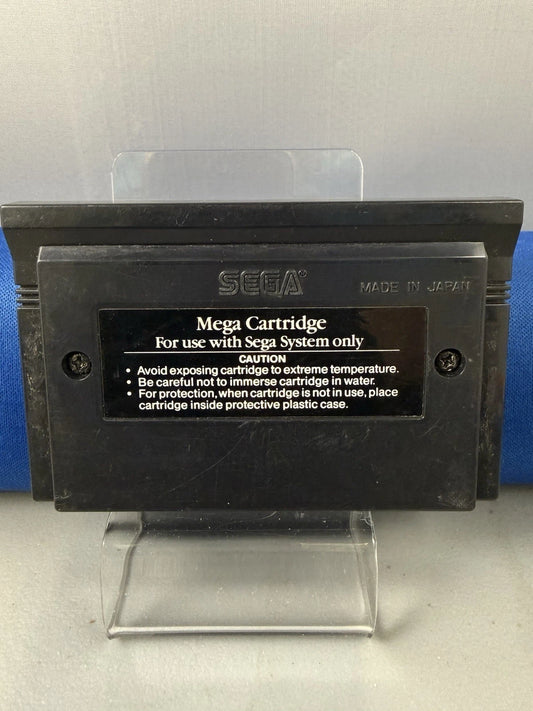 SEGA®
MADE IN JAPAN
Mega Cartridge
For use with Sega System only
CAUTION
• Avoid exposing cartridge to extreme temperature.
• Be careful not to immerse cartridge in water.
• For protection, when cartridge is not in use, place
cartridge inside protective plastic case.